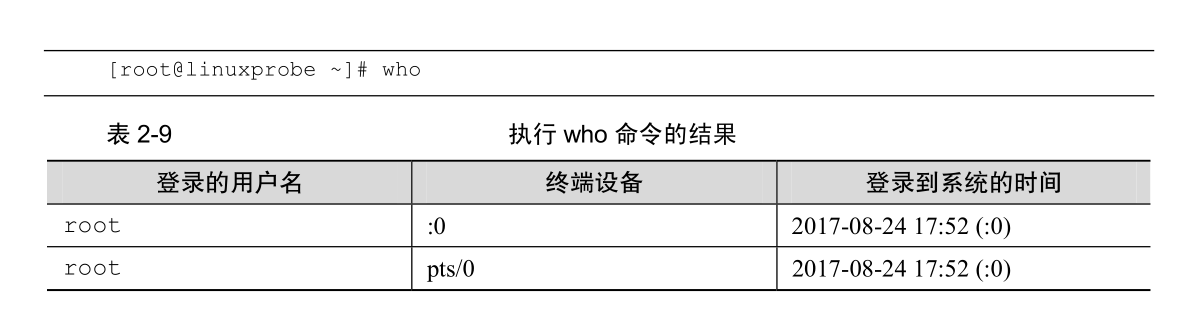 [root@linuxprobe ~]# who
表 2-9 执行 who 命令的结果
登录的用户名 终端设备 登录到系统的时间
root :0 2017-08-24 17:52 (:0)
root pts/0 2017-08-24 17:52 (:0)